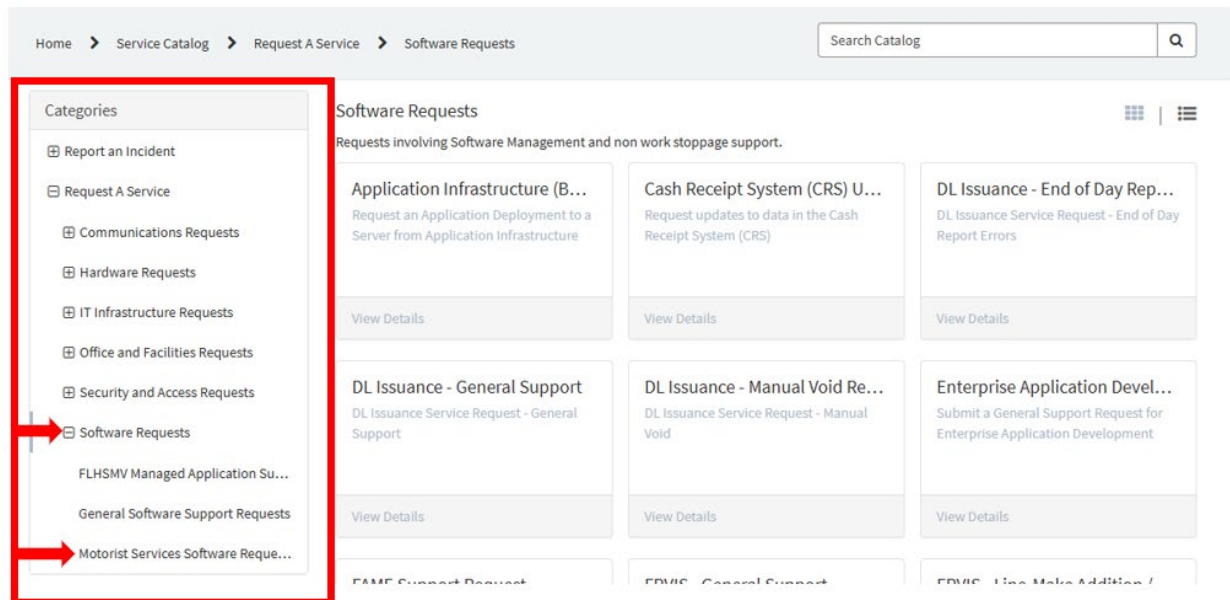 Home > Service Catalog > Request A Service > Software Requests
Search Catalog
Categories
Report an Incident
Request A Service
Communications Requests
Hardware Requests
IT Infrastructure Requests
Office and Facilities Requests
Security and Access Requests
Software Requests
FLHSMV Managed Application Su...
General Software Support Requests
Motorist Services Software Reque...
Software Requests
Requests involving Software Management and non work stoppage support.
Application Infrastructure (B...
Request an Application Deployment to a
Server from Application Infrastructure
View Details
Cash Receipt System (CRS) U...
Request updates to data in the Cash
Receipt System (CRS)
View Details
DL Issuance - End of Day Rep...
DL Issuance Service Request - End of Day
Report Errors
View Details
DL Issuance - General Support
DL Issuance Service Request - General
Support
View Details
DL Issuance - Manual Void Re...
DL Issuance Service Request - Manual
Void
View Details
Enterprise Application Devel...
Submit a General Support Request for
Enterprise Application Development
View Details
Support Request
General Support
Line Make Addition /